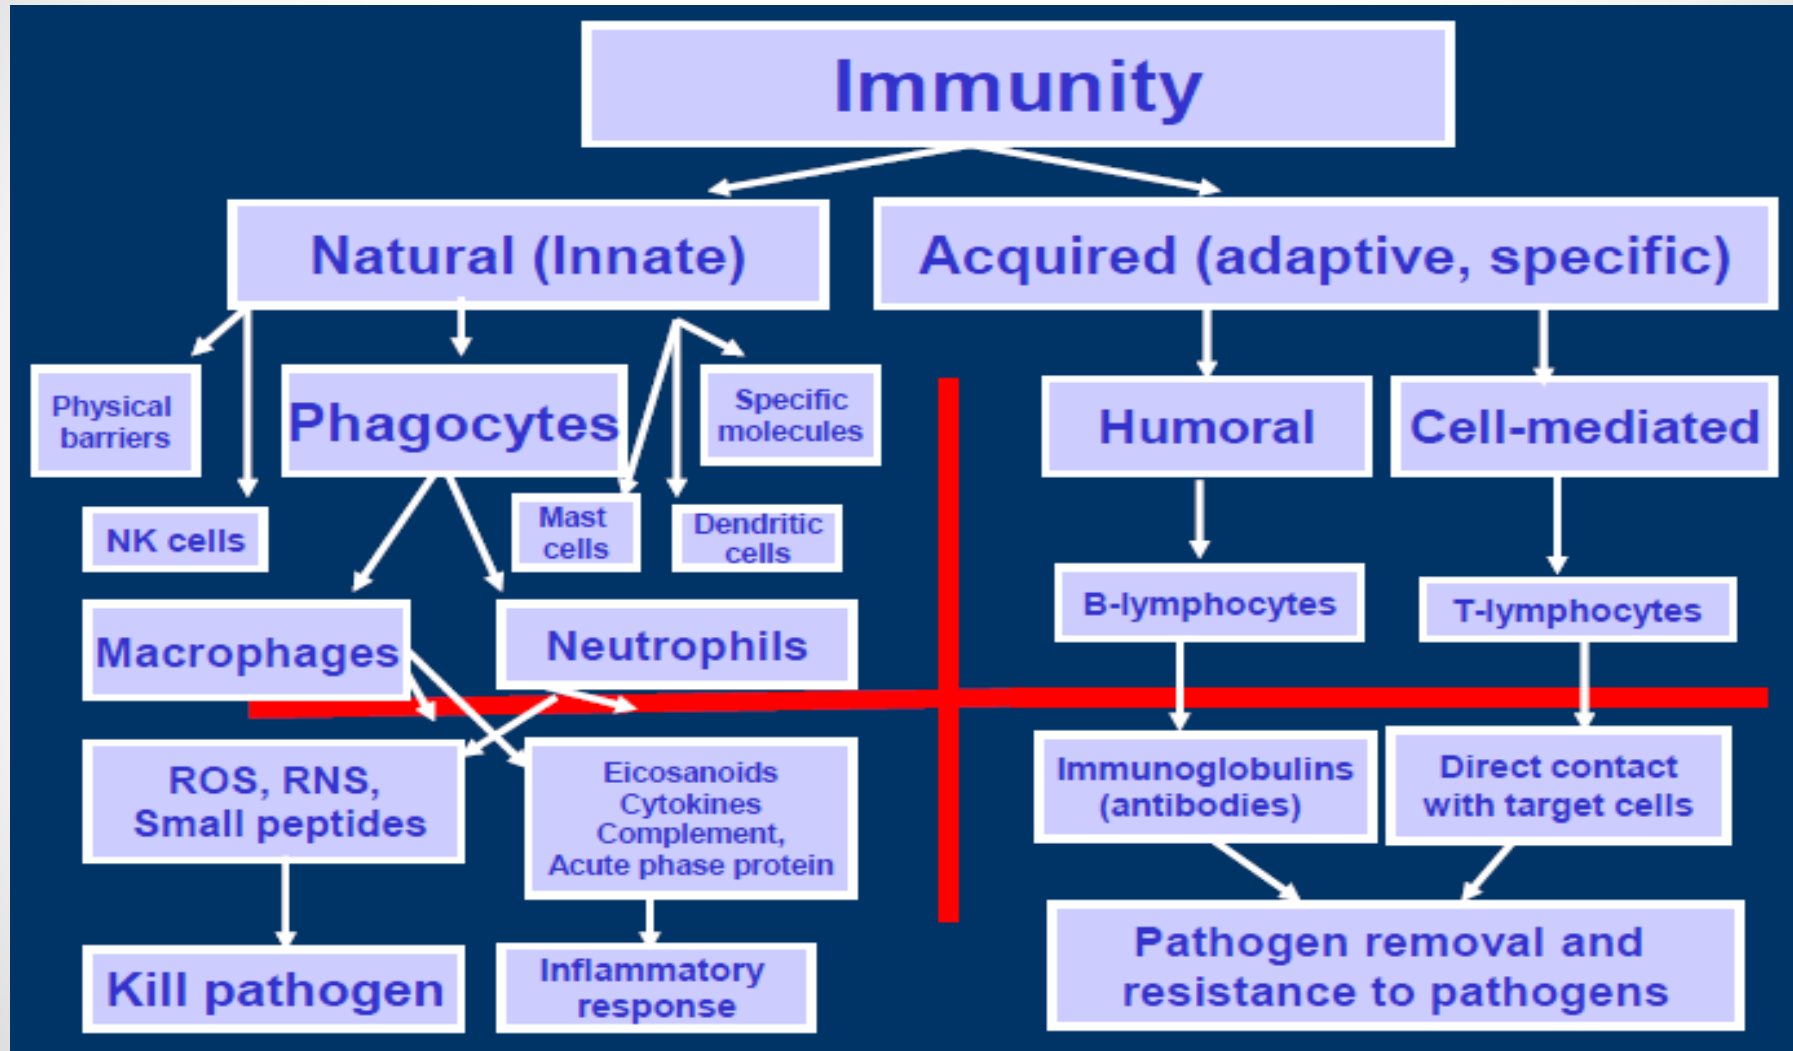 Immunity
Natural (Innate)
Acquired (adaptive, specific)
Physical
barriers
Phagocytes
Specific
molecules
Humoral
Cell-mediated
NK cells
Mast
cells
Dendritic
cells
B-lymphocytes
T-lymphocytes
Macrophages
Neutrophils
ROS, RNS,
Small peptides
Eicosanoids
Cytokines
Complement,
Acute phase protein
Immunoglobulins
(antibodies)
Direct contact
with target cells
Kill pathogen
Inflammatory
response
Pathogen removal and
resistance to pathogens